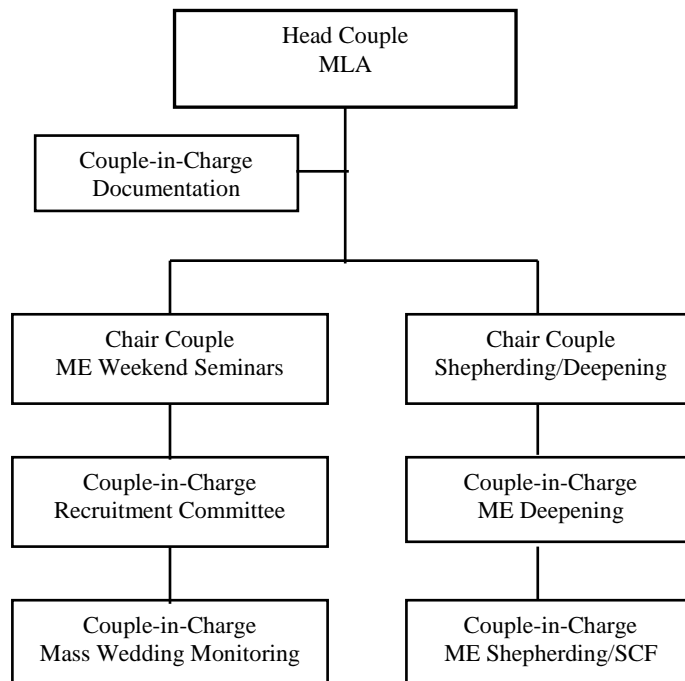 Head Couple
MLA
Couple-in-Charge
Documentation
Chair Couple
ME Weekend Seminars
Chair Couple
Shepherding/Deepening
Couple-in-Charge
Recruitment Committee
Couple-in-Charge
ME Deepening
Couple-in-Charge
Mass Wedding Monitoring
Couple-in-Charge
ME Shepherding/SCF